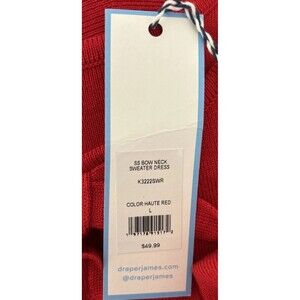 SS BOW NECK
SWEATER DRESS
K3222SWR
COLOR HAUTE RED
L
$49.99
draperjames.com
@draperjames